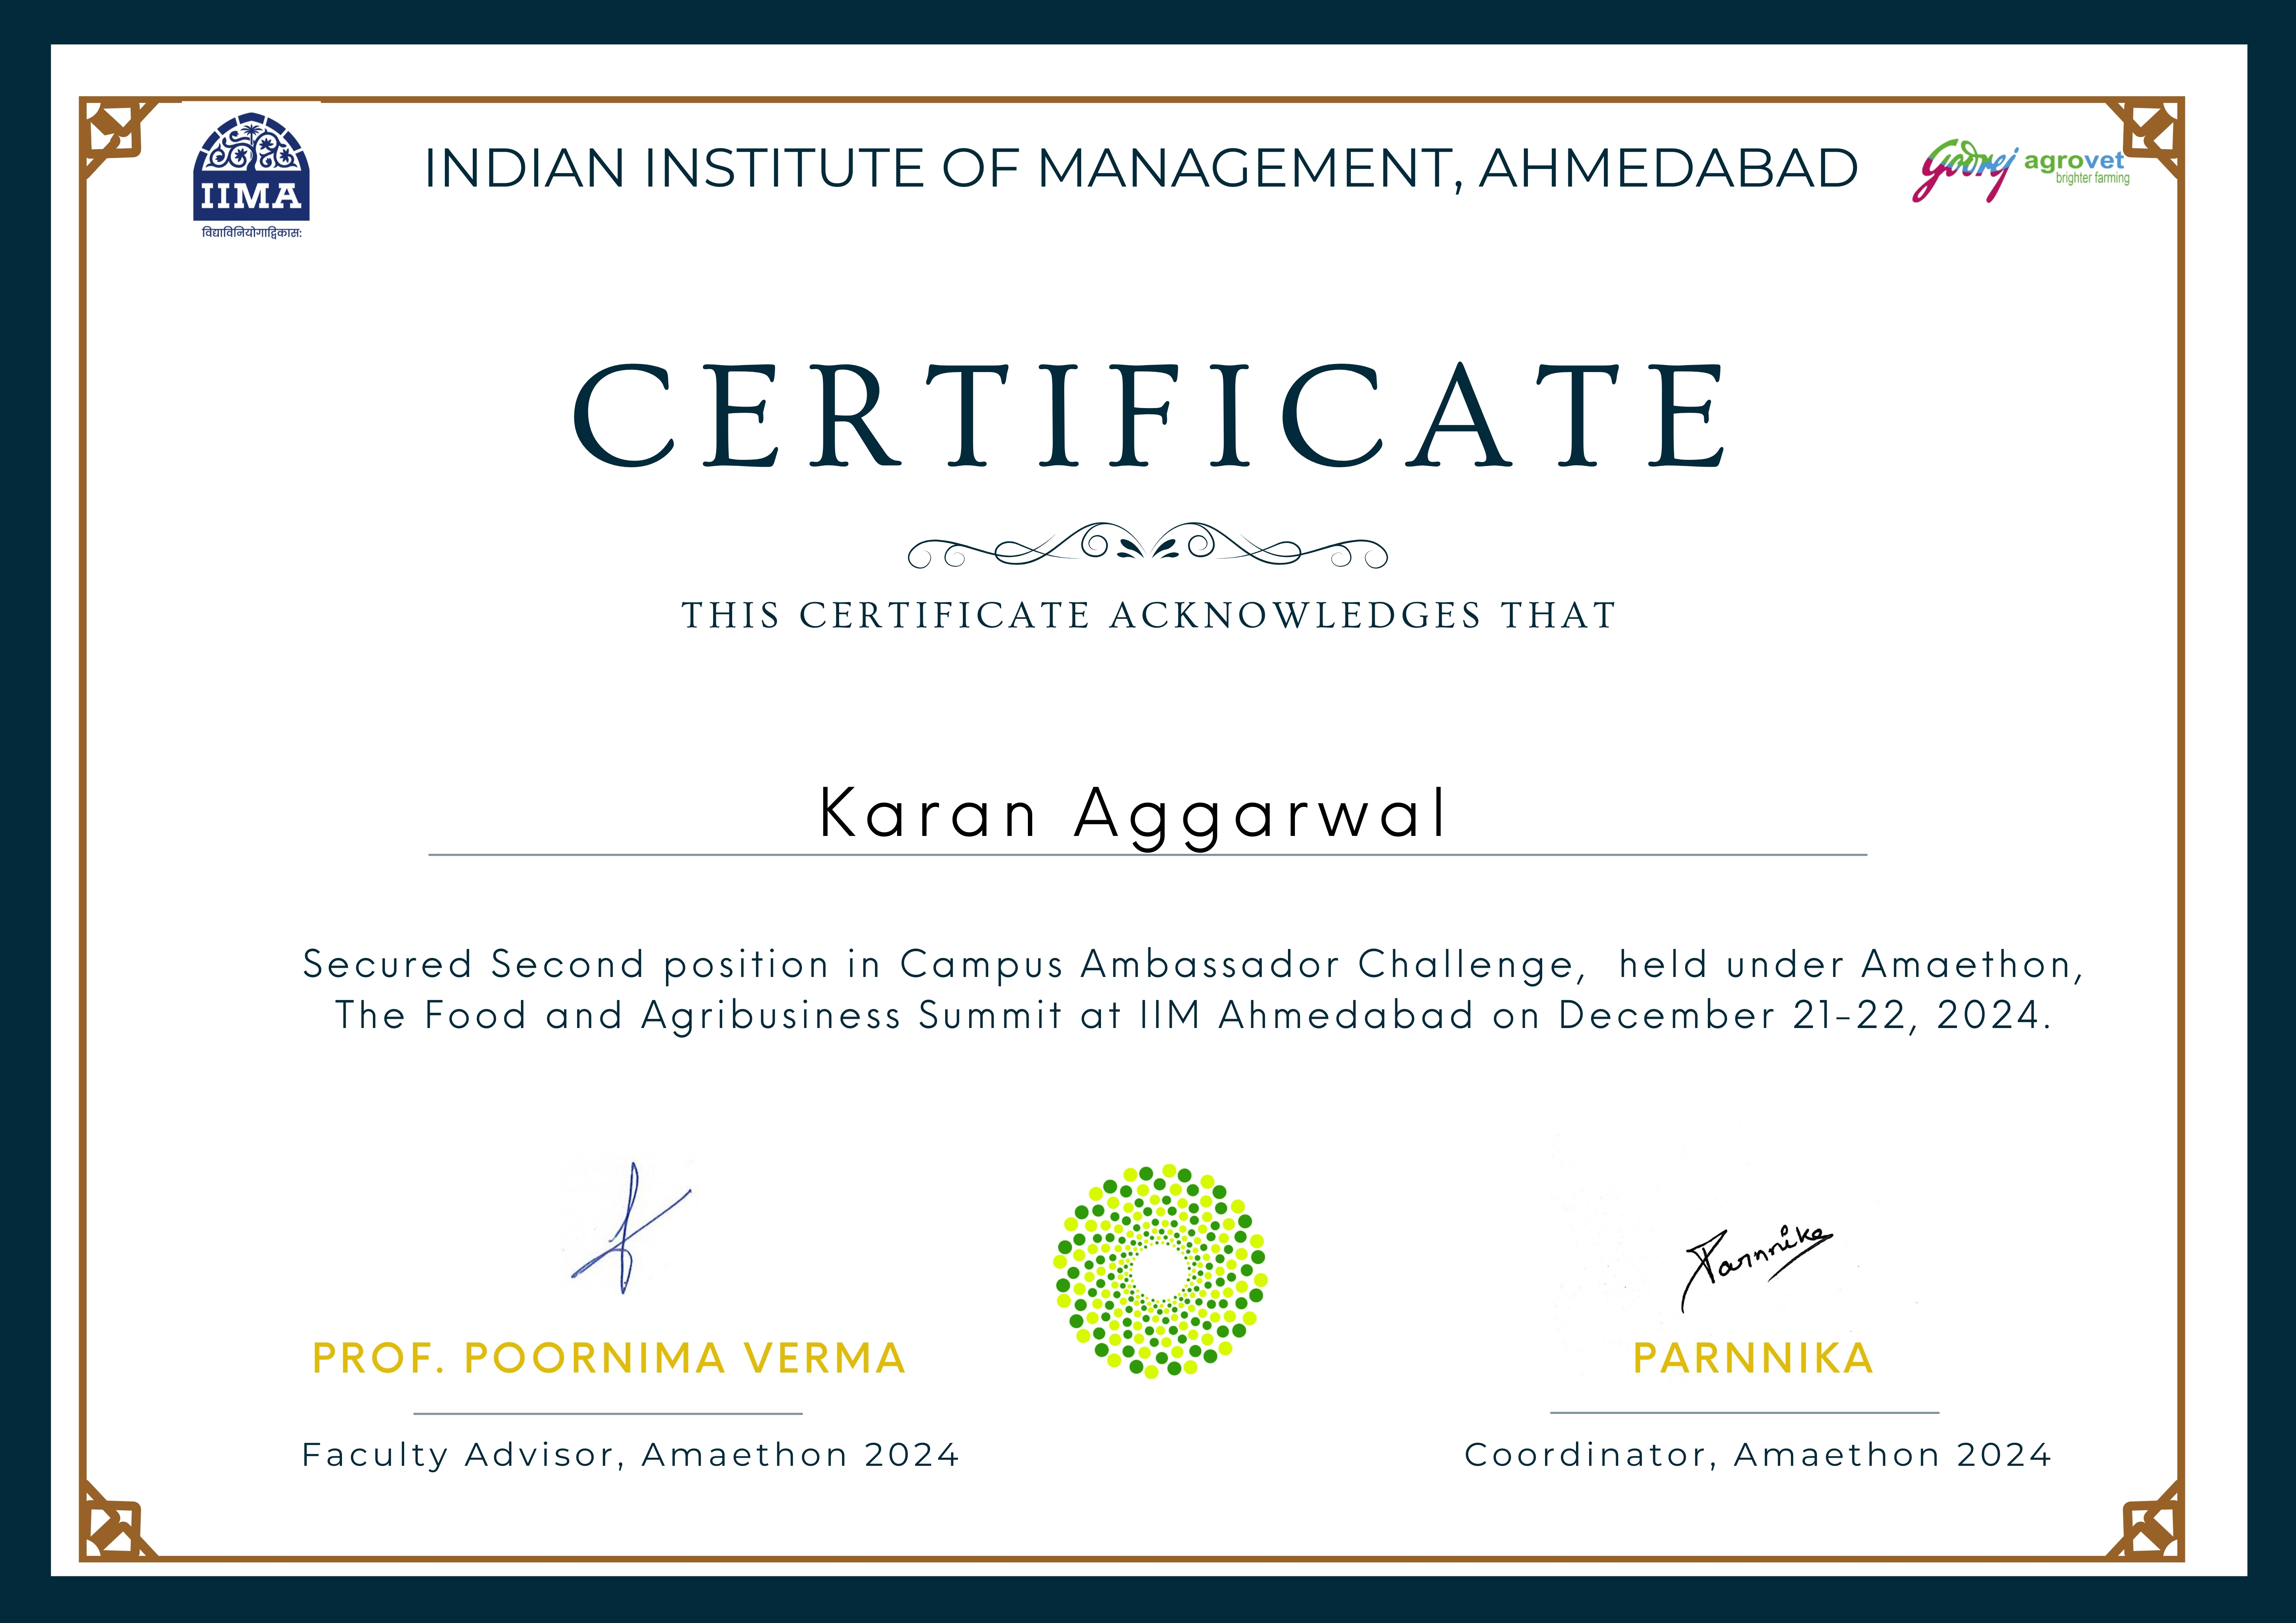 IIMA
विद्याविनियोगाद्विकास:
INDIAN INSTITUTE OF MANAGEMENT, AHMEDABAD
Godrej agrovet
brighter farming
CERTIFICATE
THIS CERTIFICATE ACKNOWLEDGES THAT
Karan Aggarwal
Secured Second position in Campus Ambassador Challenge, held under Amaethon,
The Food and Agribusiness Summit at IIM Ahmedabad on December 21-22, 2024.
Parnnika
PROF. POORNIMA VERMA
PARNNIKA
Faculty Advisor, Amaethon 2024
Coordinator, Amaethon 2024